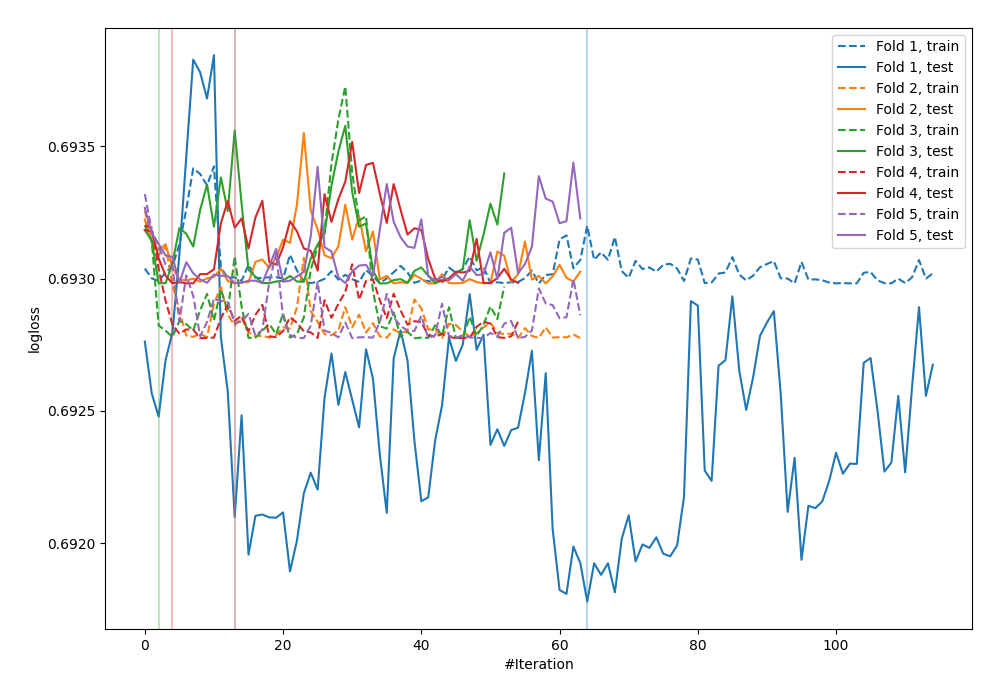 Fold 1, train
Fold 1, test
Fold 2, train
Fold 2, test
Fold 3, train
Fold 3, test
Fold 4, train
Fold 4, test
Fold 5, train
Fold 5, test
0.6935
0.6930
0.6925
0.6920
logloss
0 20 40 60 80 100
#Iteration